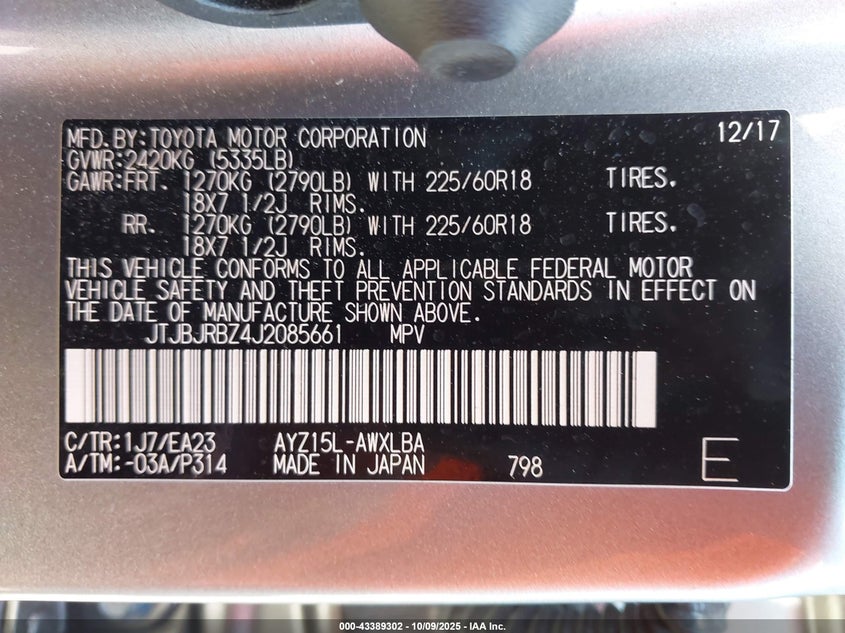 MFD.BY:TOYOTA MOTOR CORPORATION 12/17
GVWR:2420KG (5335LB)
GAWR:FRT. 1270KG (2790LB) WITH 225/60R18 TIRES.
18X7 1/2J RIMS.
RR. 1270KG (2790LB) WITH 225/60R18 TIRES.
18X7 1/2J RIMS.
THIS VEHICLE CONFORMS TO ALL APPLICABLE FEDERAL MOTOR
VEHICLE SAFETY AND THEFT PREVENTION STANDARDS IN EFFECT ON
THE DATE OF MANUFACTURE SHOWN ABOVE.
JTJBJRBZ4J2085661 MPV
C/TR:1J7/EA23 AYZ15L-AWXLBA
A/TM:-03A/P314 MADE IN JAPAN 798 E
000-43389302 - 10/09/2025 - IAA Inc.